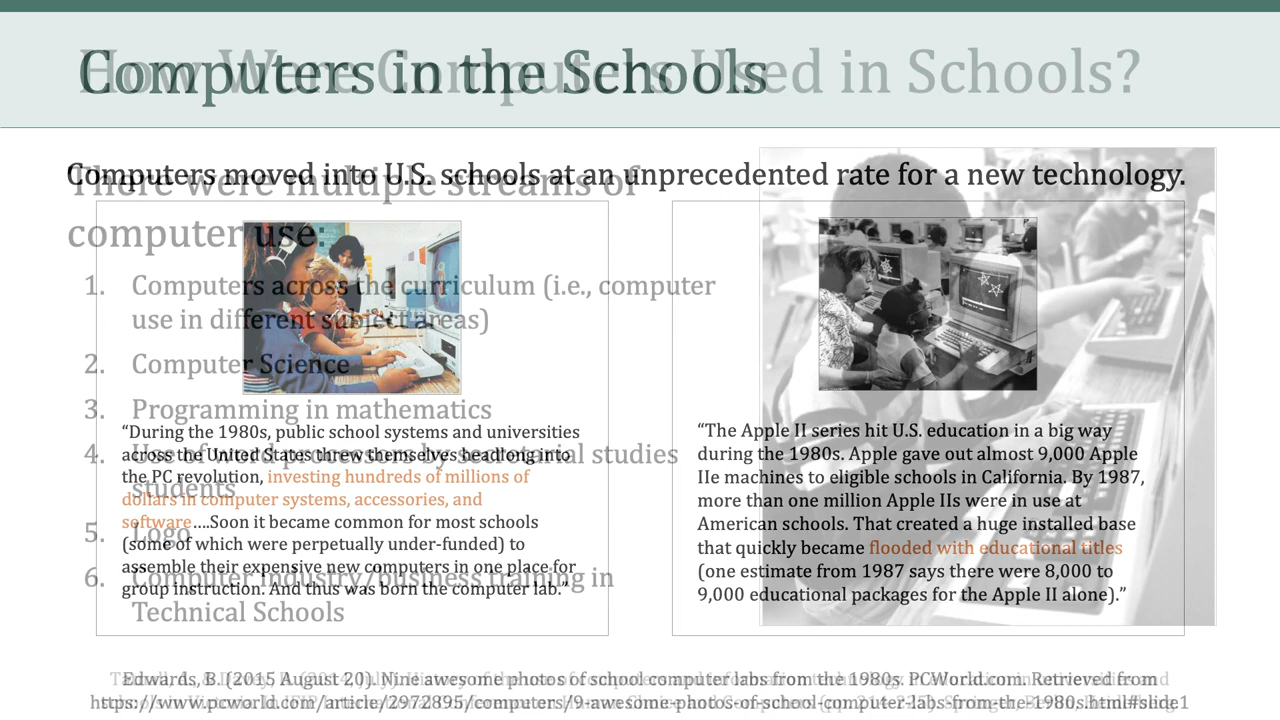 Computers in the Schools
How Were Computers Used in Schools?
Computers moved into U.S. schools at an unprecedented rate for a new technology.
There were multiple streams of
computer use:
1. Computers across the curriculum (i.e., computer
use in different subject areas)
2. Computer Science
3. Programming in mathematics
4. Use of word processors by secretarial studies
students
5. Logo
6. Computer industry/business training in
Technical Schools
“During the 1980s, public school systems and universities
across the United States threw themselves headlong into
the PC revolution, investing hundreds of millions of
dollars in computer systems, accessories, and
software….Soon it became common for most schools
(some of which were perpetually under-funded) to
assemble their expensive new computers in one place for
group instruction. And thus was born the computer lab.”
“The Apple II series hit U.S. education in a big way
during the 1980s. Apple gave out almost 9,000 Apple
IIe machines to eligible schools in California. By 1987,
more than one million Apple IIs were in use at
American schools. That created a huge installed base
that quickly became flooded with educational titles
(one estimate from 1987 says there were 8,000 to
9,000 educational packages for the Apple II alone).”
Edwards, B. (2015 August 20). Nine awesome photos of school computer labs from the 1980s. PCWorld.com. Retrieved from
https://www.pcworld.com/article/2972895/computers/9-awesome-photos-of-school-computer-labs-from-the-1980s.html#slide1